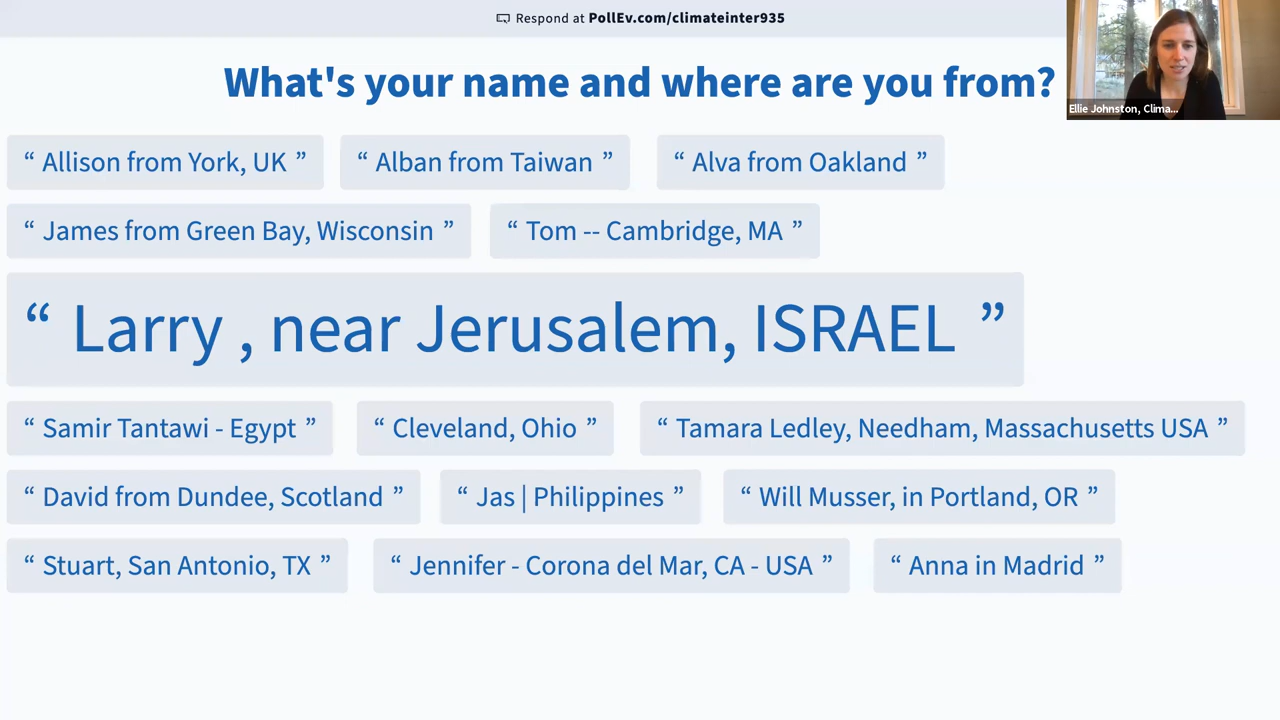 Respond at PollEv.com/climateinter935
What's your name and where are you from?
Ellie Johnston, Clima...
“ Allison from York, UK ” “ Alban from Taiwan ” “ Alva from Oakland ”
“ James from Green Bay, Wisconsin ” “ Tom -- Cambridge, MA ”
“ Larry , near Jerusalem, ISRAEL ”
“ Samir Tantawi - Egypt ” “ Cleveland, Ohio ” “ Tamara Ledley, Needham, Massachusetts USA ”
“ David from Dundee, Scotland ” “ Jas | Philippines ” “ Will Musser, in Portland, OR ”
“ Stuart, San Antonio, TX ” “ Jennifer - Corona del Mar, CA - USA ” “ Anna in Madrid ”